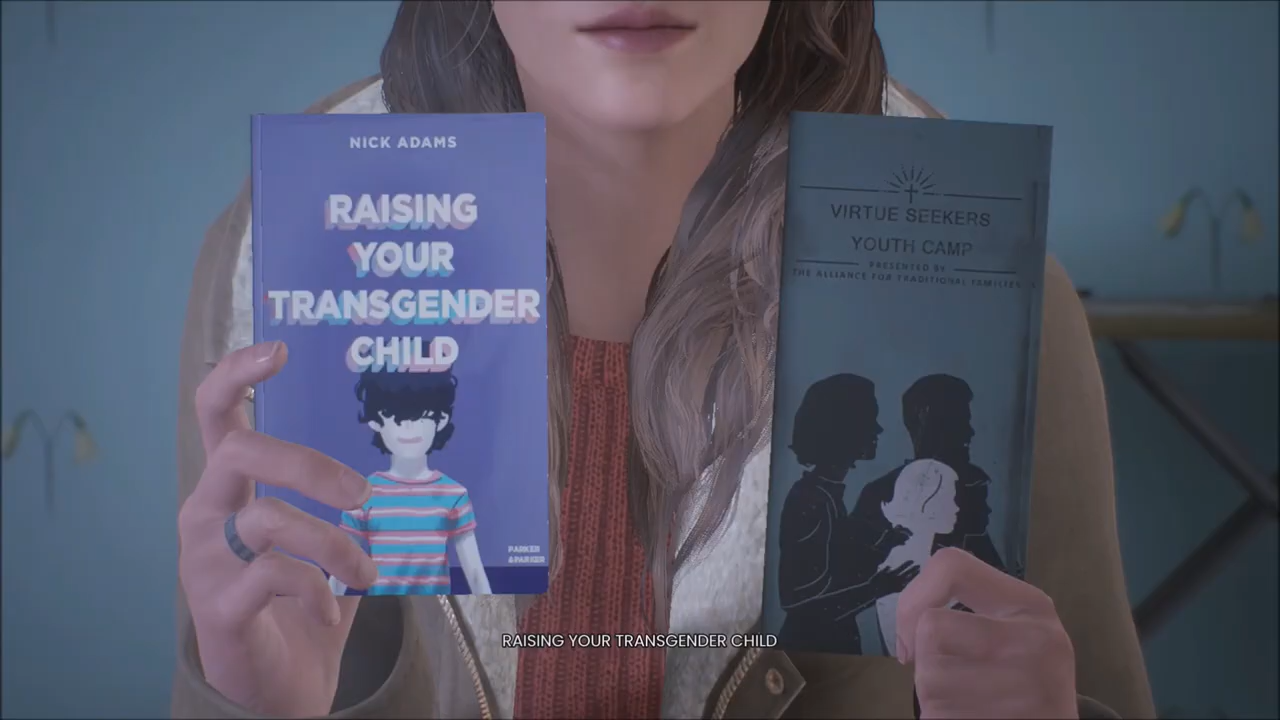 NICK ADAMS
RAISING
YOUR
TRANSGENDER
CHILD
PARKER
&PARKER
VIRTUE SEEKERS
YOUTH CAMP
PRESENTED BY
THE ALLIANCE FOR TRADITIONAL FAMILIES
RAISING YOUR TRANSGENDER CHILD